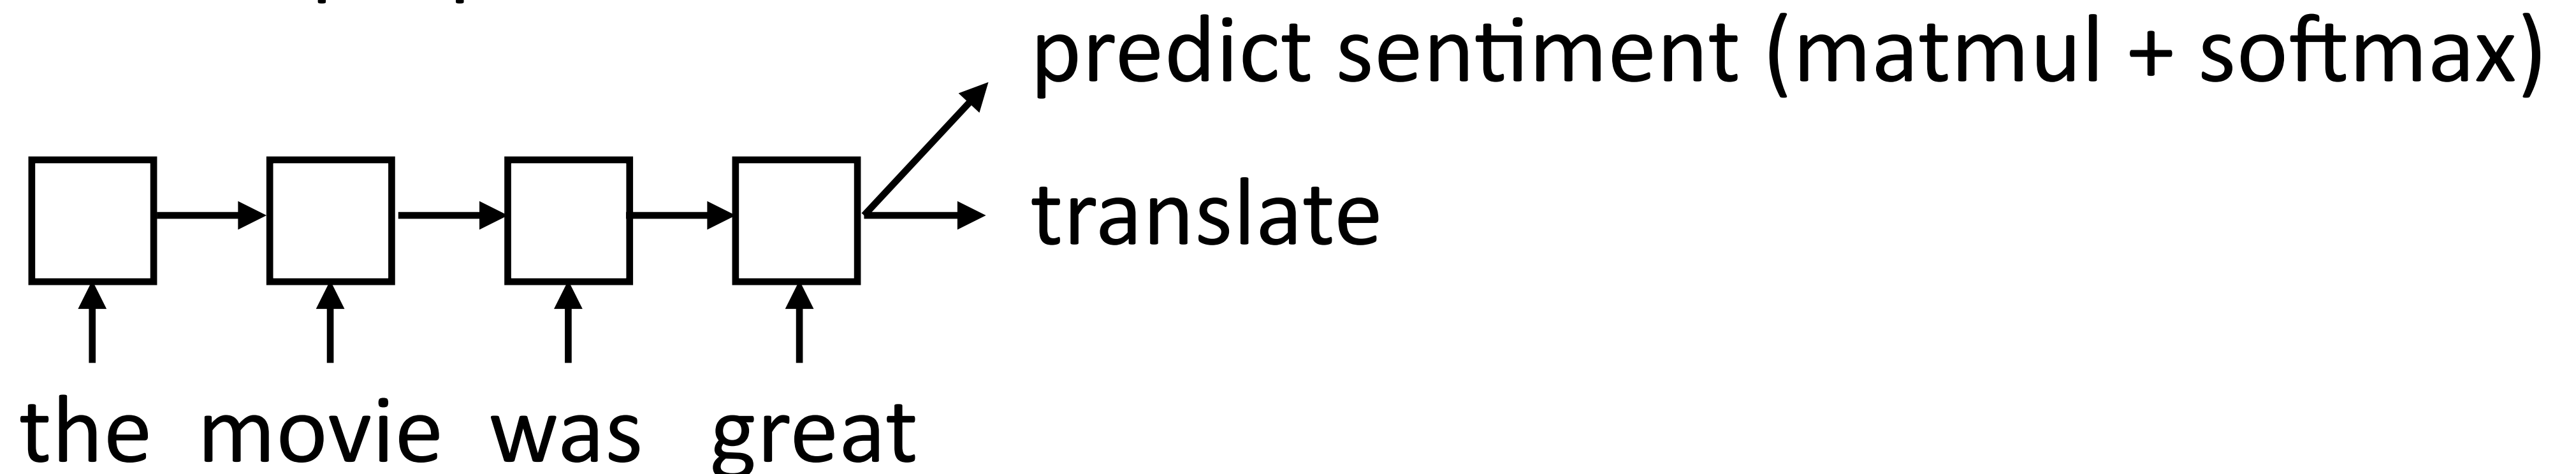 predict sentiment (matmul + softmax)
translate
the movie was great